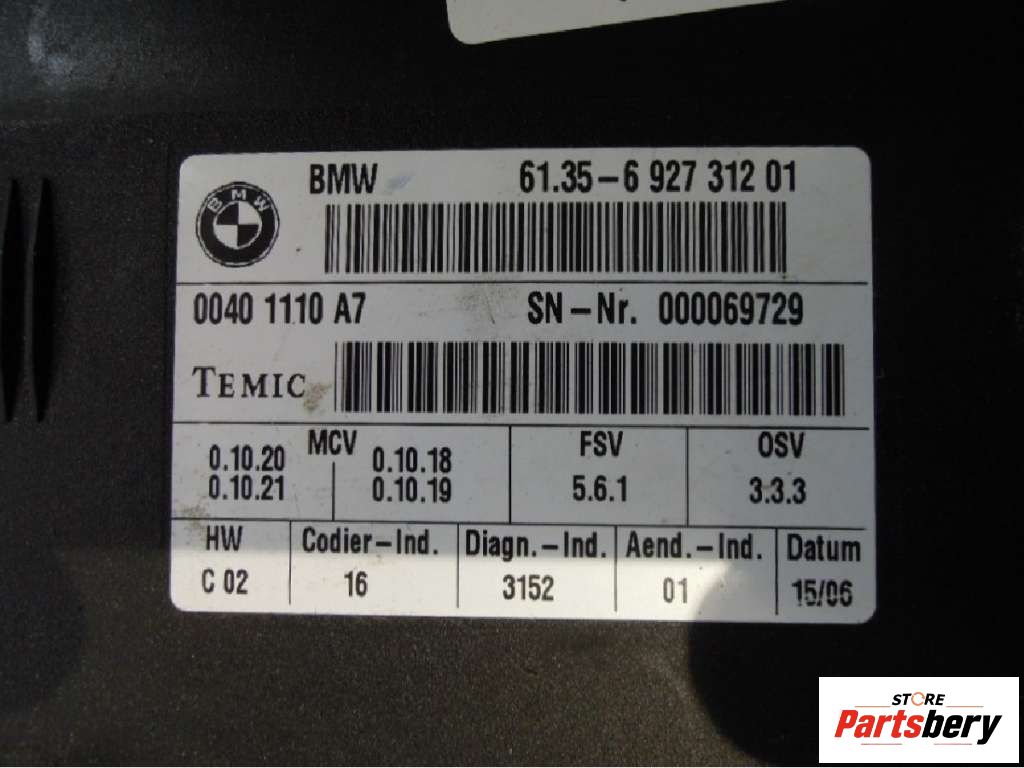 BMW 61.35-6 927 312 01
BMW
0040 1110 A7 SN-Nr. 000069729
TEMIC
MCV FSV OSV
0.10.20 0.10.18
0.10.21 0.10.19 5.6.1 3.3.3
HW Codier-Ind. Diagn.-Ind. Aend.-Ind. Datum
C 02 16 3152 01 15/06
STORE
Partsbery